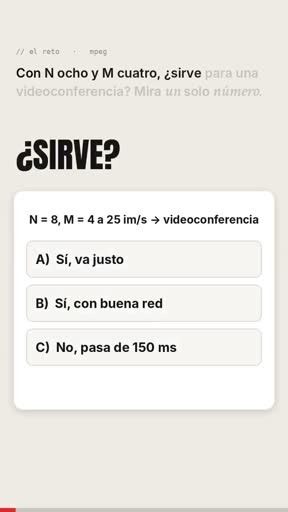 // el reto · mpeg
Con N ocho y M cuatro, ¿sirve para una
videoconferencia? Mira un solo número.
¿SIRVE?
N = 8, M = 4 a 25 im/s → videoconferencia
A) Sí, va justo
B) Sí, con buena red
C) No, pasa de 150 ms